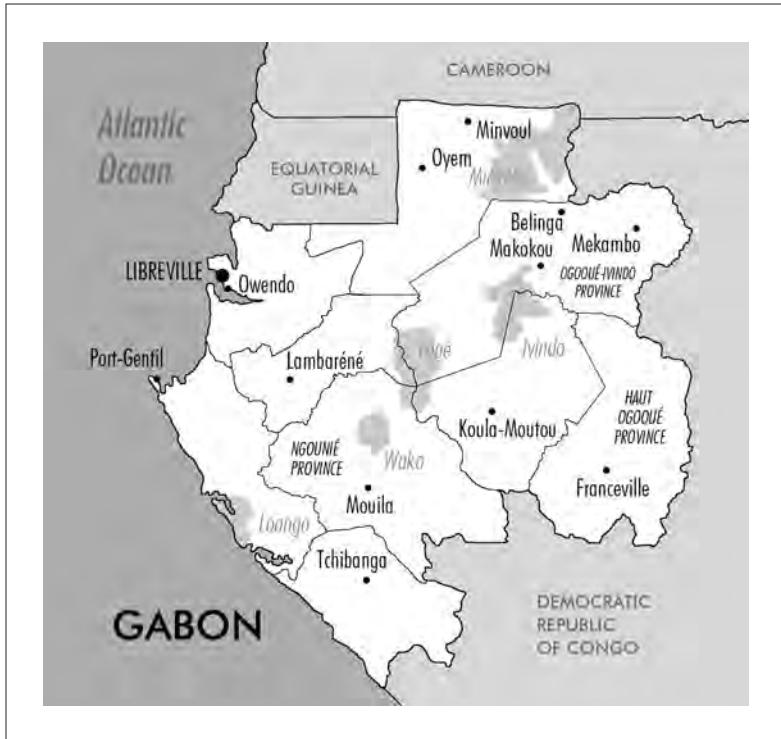 CAMEROON
Atlantic
Ocean
Minvoul
Oyem
EQUATORIAL
GUINEA
Belinga
Makokou
Mekambo
OGOOUÉ-IVINDO
PROVINCE
LIBREVILLE
Owendo
Port-Gentil
Lambaréné
Lopé
Ivindo
HAUT
OGOOUÉ
PROVINCE
Koula-Moutou
NGOUNIÉ
PROVINCE
Waka
Franceville
Mouila
Loango
Tchibanga
GABON
DEMOCRATIC
REPUBLIC
OF CONGO